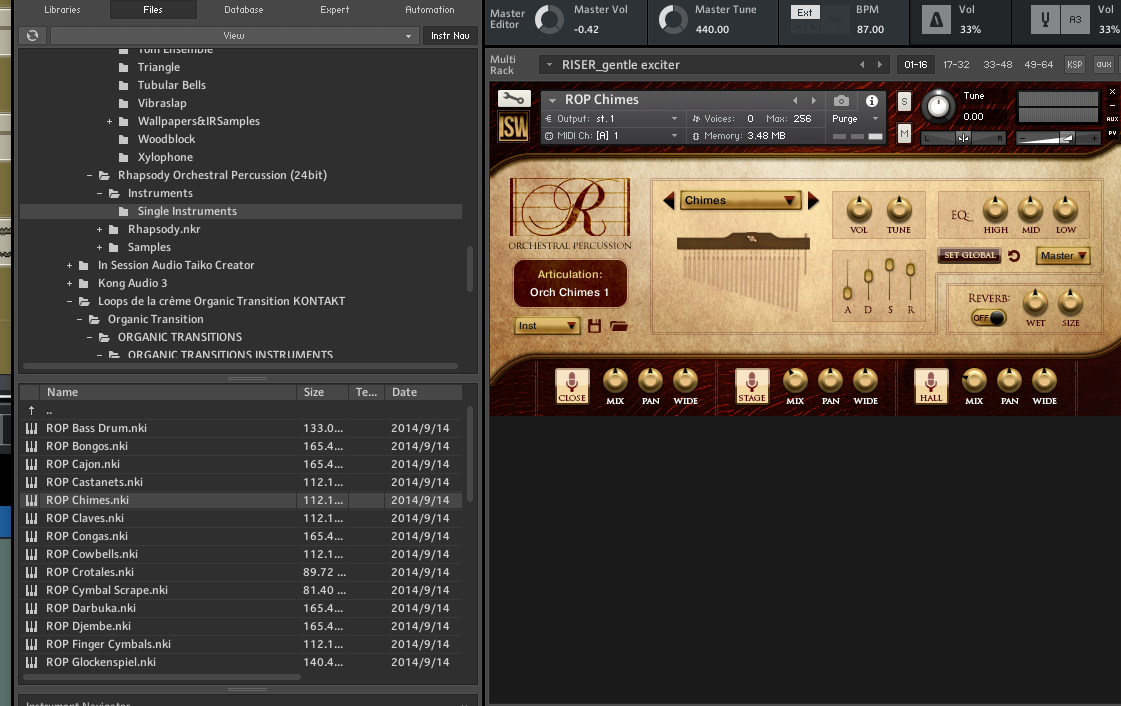 Libraries Files Database Expert Automation
View Instr Nav
Tom Ensemble
Triangle
Tubular Bells
Vibraslap
+ Wallpapers&IRSamples
Woodblock
Xylophone
– Rhapsody Orchestral Percussion (24bit)
– Instruments
Single Instruments
+ Rhapsody.nkr
+ Samples
+ In Session Audio Taiko Creator
+ Kong Audio 3
– Loops de la crème Organic Transition KONTAKT
– Organic Transition
– ORGANIC TRANSITIONS
– ORGANIC TRANSITIONS INSTRUMENTS
Name Size Te... Date
..
ROP Bass Drum.nki 133.0... 2014/9/14
ROP Bongos.nki 165.4... 2014/9/14
ROP Cajon.nki 165.4... 2014/9/14
ROP Castanets.nki 112.1... 2014/9/14
ROP Chimes.nki 112.1... 2014/9/14
ROP Claves.nki 112.1... 2014/9/14
ROP Congas.nki 165.4... 2014/9/14
ROP Cowbells.nki 112.1... 2014/9/14
ROP Crotales.nki 89.72 ... 2014/9/14
ROP Cymbal Scrape.nki 81.40 ... 2014/9/14
ROP Darbuka.nki 165.4... 2014/9/14
ROP Djembe.nki 165.4... 2014/9/14
ROP Finger Cymbals.nki 112.1... 2014/9/14
ROP Glockenspiel.nki 140.4... 2014/9/14
Instrument Navigator
Master Editor
Master Vol -0.42
Master Tune 440.00
Ext
BPM 87.00
Vol 33%
A3
Vol 33%
Multi Rack
RISER_gentle exciter
01-16 17-32 33-48 49-64 KSP aux
ROP Chimes
Output: st. 1 Voices: 0 Max: 256 Purge
MIDI Ch: [A] 1 Memory: 3.48 MB
ISW
S
M
Tune
0.00
L R
– +
×
–
AUX
PV
R
ORCHESTRAL PERCUSSION
Articulation:
Orch Chimes 1
Inst
Chimes
VOL TUNE
A D S R
EQ: HIGH MID LOW
SET GLOBAL
Master
REVERB:
OFF
WET SIZE
CLOSE MIX PAN WIDE
STAGE MIX PAN WIDE
HALL MIX PAN WIDE